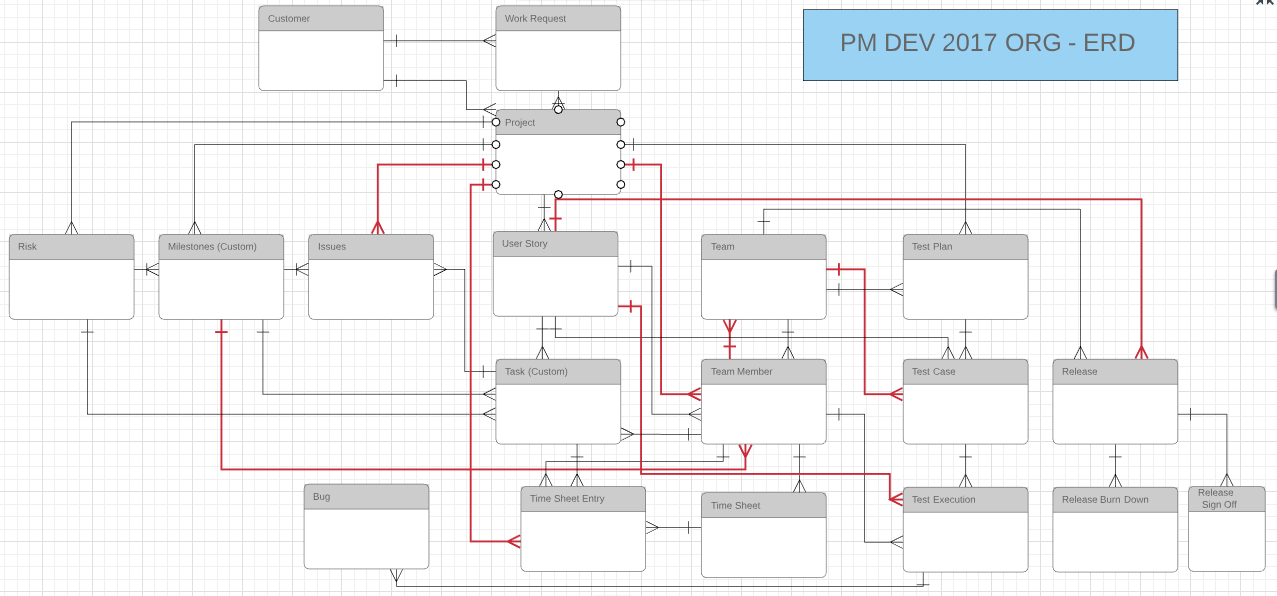 Customer
Work Request
PM DEV 2017 ORG - ERD
Project
Risk
Milestones (Custom)
Issues
User Story
Team
Test Plan
Task (Custom)
Team Member
Test Case
Release
Bug
Time Sheet Entry
Time Sheet
Test Execution
Release Burn Down
Release
Sign Off